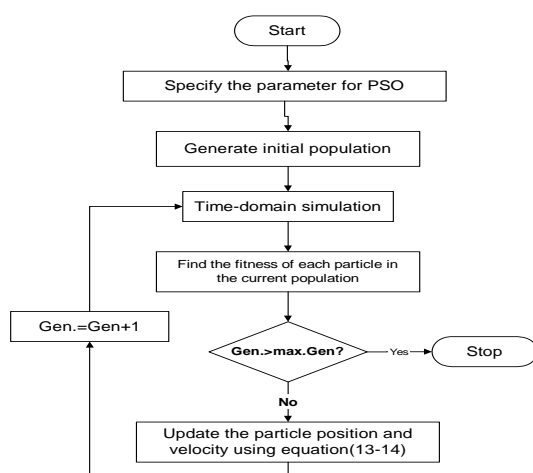 Start
Specify the parameter for PSO
Generate initial population
Time-domain simulation
Find the fitness of each particle in
the current population
Gen.=Gen+1
Gen.>max.Gen?
Yes
Stop
No
Update the particle position and
velocity using equation(13-14)